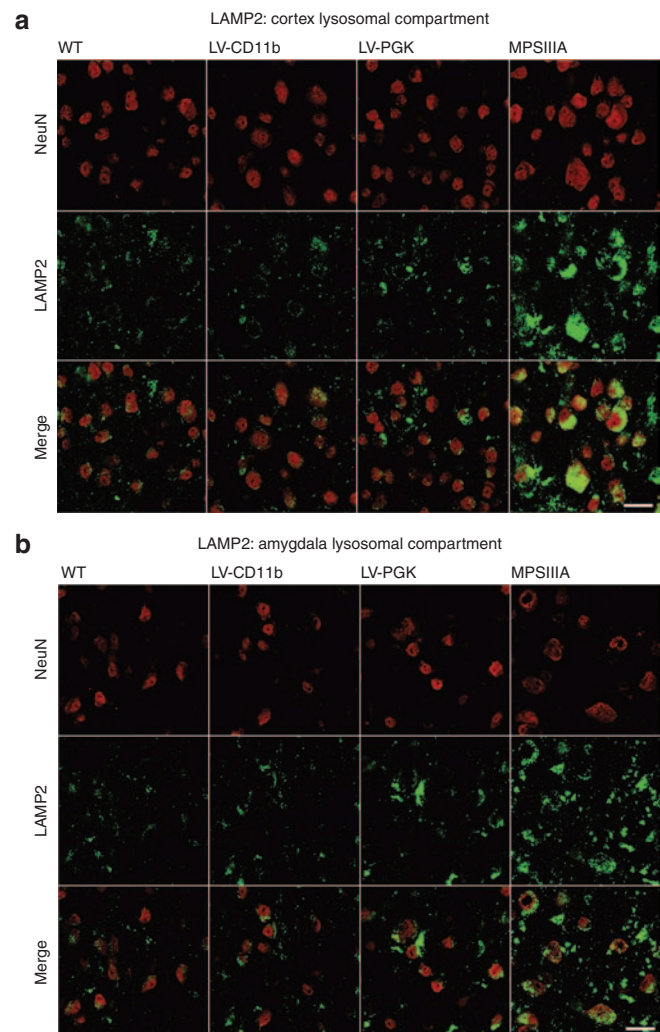 a
LAMP2: cortex lysosomal compartment
WT LV-CD11b LV-PGK MPSIIIA
NeuN
LAMP2
Merge
b
LAMP2: amygdala lysosomal compartment
WT LV-CD11b LV-PGK MPSIIIA
NeuN
LAMP2
Merge